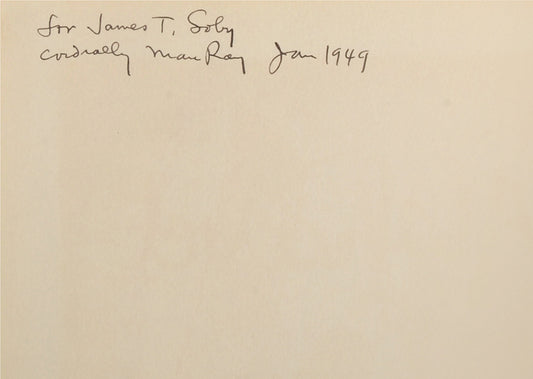 for James T. Soby
cordially Man Ray Jan 1949